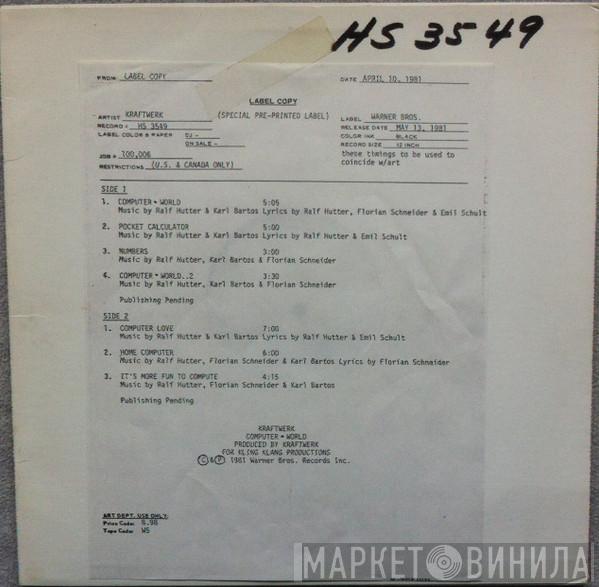 HS 3549
FROM LABEL COPY
DATE APRIL 10, 1981
LABEL COPY
(SPECIAL PRE-PRINTED LABEL)
ARTIST KRAFTWERK
RECORD # HS 3549
LABEL COLOR & PAPER DJ -
ON SALE -
JOB # 100,006
RESTRICTIONS (U.S. & CANADA ONLY)
LABEL WARNER BROS.
RELEASE DATE MAY 13, 1981
COLOR INK BLACK
RECORD SIZE 12 INCH
these timings to be used to
coincide w/art
SIDE 1
1. COMPUTER • WORLD 5:05
Music by Ralf Hutter & Karl Bartos Lyrics by Ralf Hutter, Florian Schneider & Emil Schult
2. POCKET CALCULATOR 5:00
Music by Ralf Hutter & Karl Bartos Lyrics by Ralf Hutter & Emil Schult
3. NUMBERS 3:00
Music by Ralf Hutter, Karl Bartos & Florian Schneider
4. COMPUTER • WORLD..2 3:30
Music by Ralf Hutter, Karl Bartos & Florian Schneider
Publishing Pending
SIDE 2
1. COMPUTER LOVE 7:00
Music by Ralf Hutter & Karl Bartos Lyrics by Ralf Hutter & Emil Schult
2. HOME COMPUTER 6:00
Music by Ralf Hutter, Florian Schneider & Karl Bartos Lyrics by Florian Schneider
3. IT'S MORE FUN TO COMPUTE 4:15
Music by Ralf Hutter, Florian Schneider & Karl Bartos
Publishing Pending
KRAFTWERK
COMPUTER • WORLD
PRODUCED BY KRAFTWERK
FOR KLING KLANG PRODUCTIONS
©&℗ 1981 Warner Bros. Records Inc.
ART DEPT. USE ONLY:
Price Code: 8.98
Tape Code: W5
МАРКЕТ ВИНИЛА